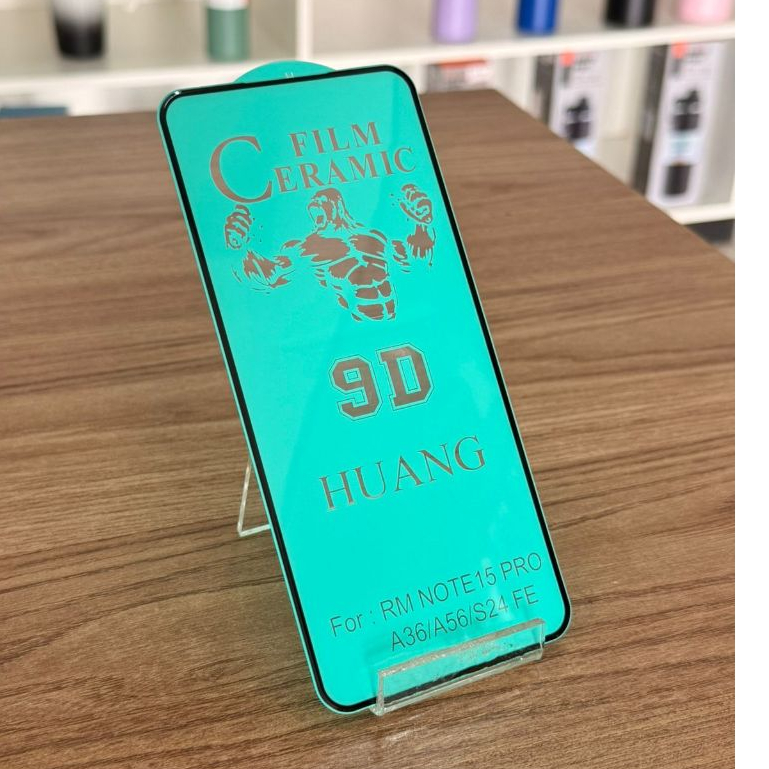 FILM
CERAMIC
9D
HUANG
For : RM NOTE15 PRO
A36/A56/S24 FE